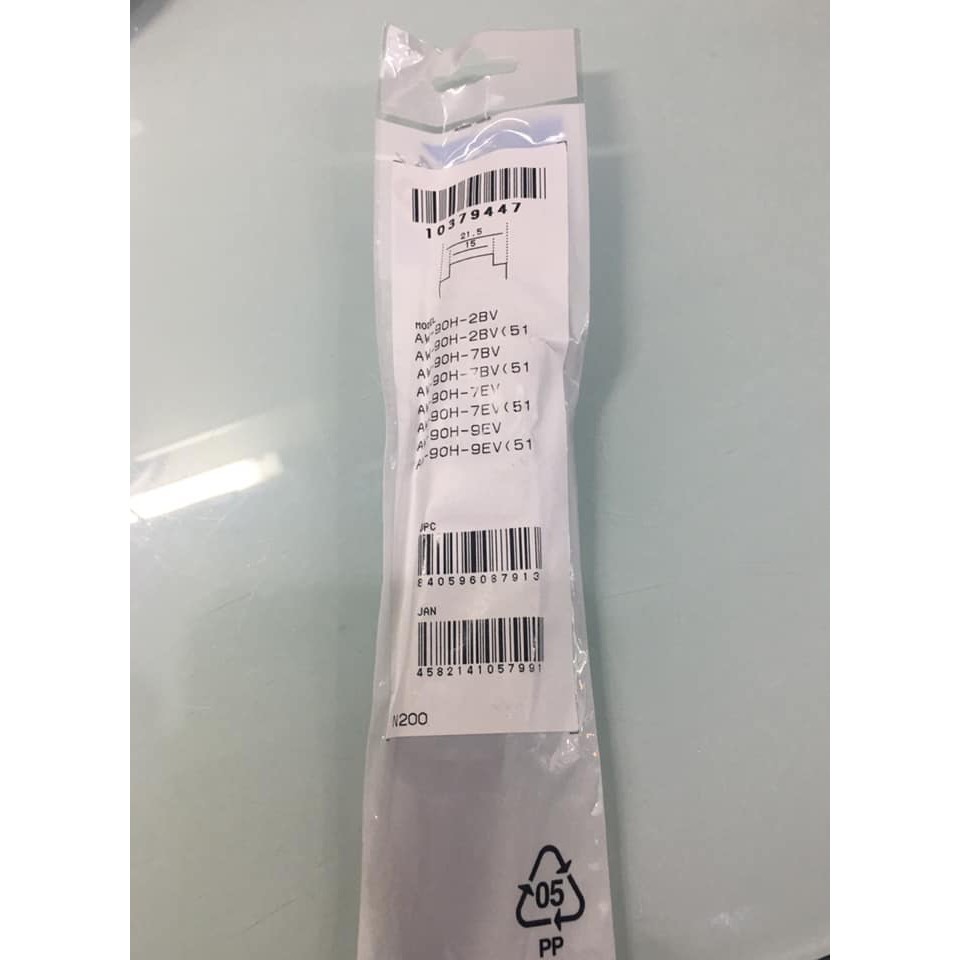 10379447
21.5
15
MODEL
AW-90H-2BV
AW-90H-2BV(51
AW-90H-7BV
AW-90H-7BV(51
AW-90H-7EV
AW-90H-7EV(51
AW-90H-9EV
AW-90H-9EV(51
UPC
840596087913
JAN
4582141057991
N200
05
PP